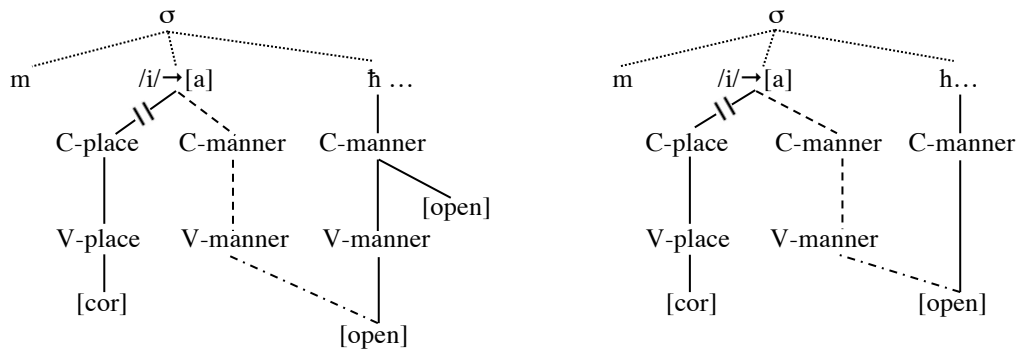 σ σ
m /i/→[a] ħ … m /i/→[a] h…
C-place C-manner C-manner C-place C-manner C-manner
[open]
V-place V-manner V-manner V-place V-manner
[cor] [open] [cor] [open]